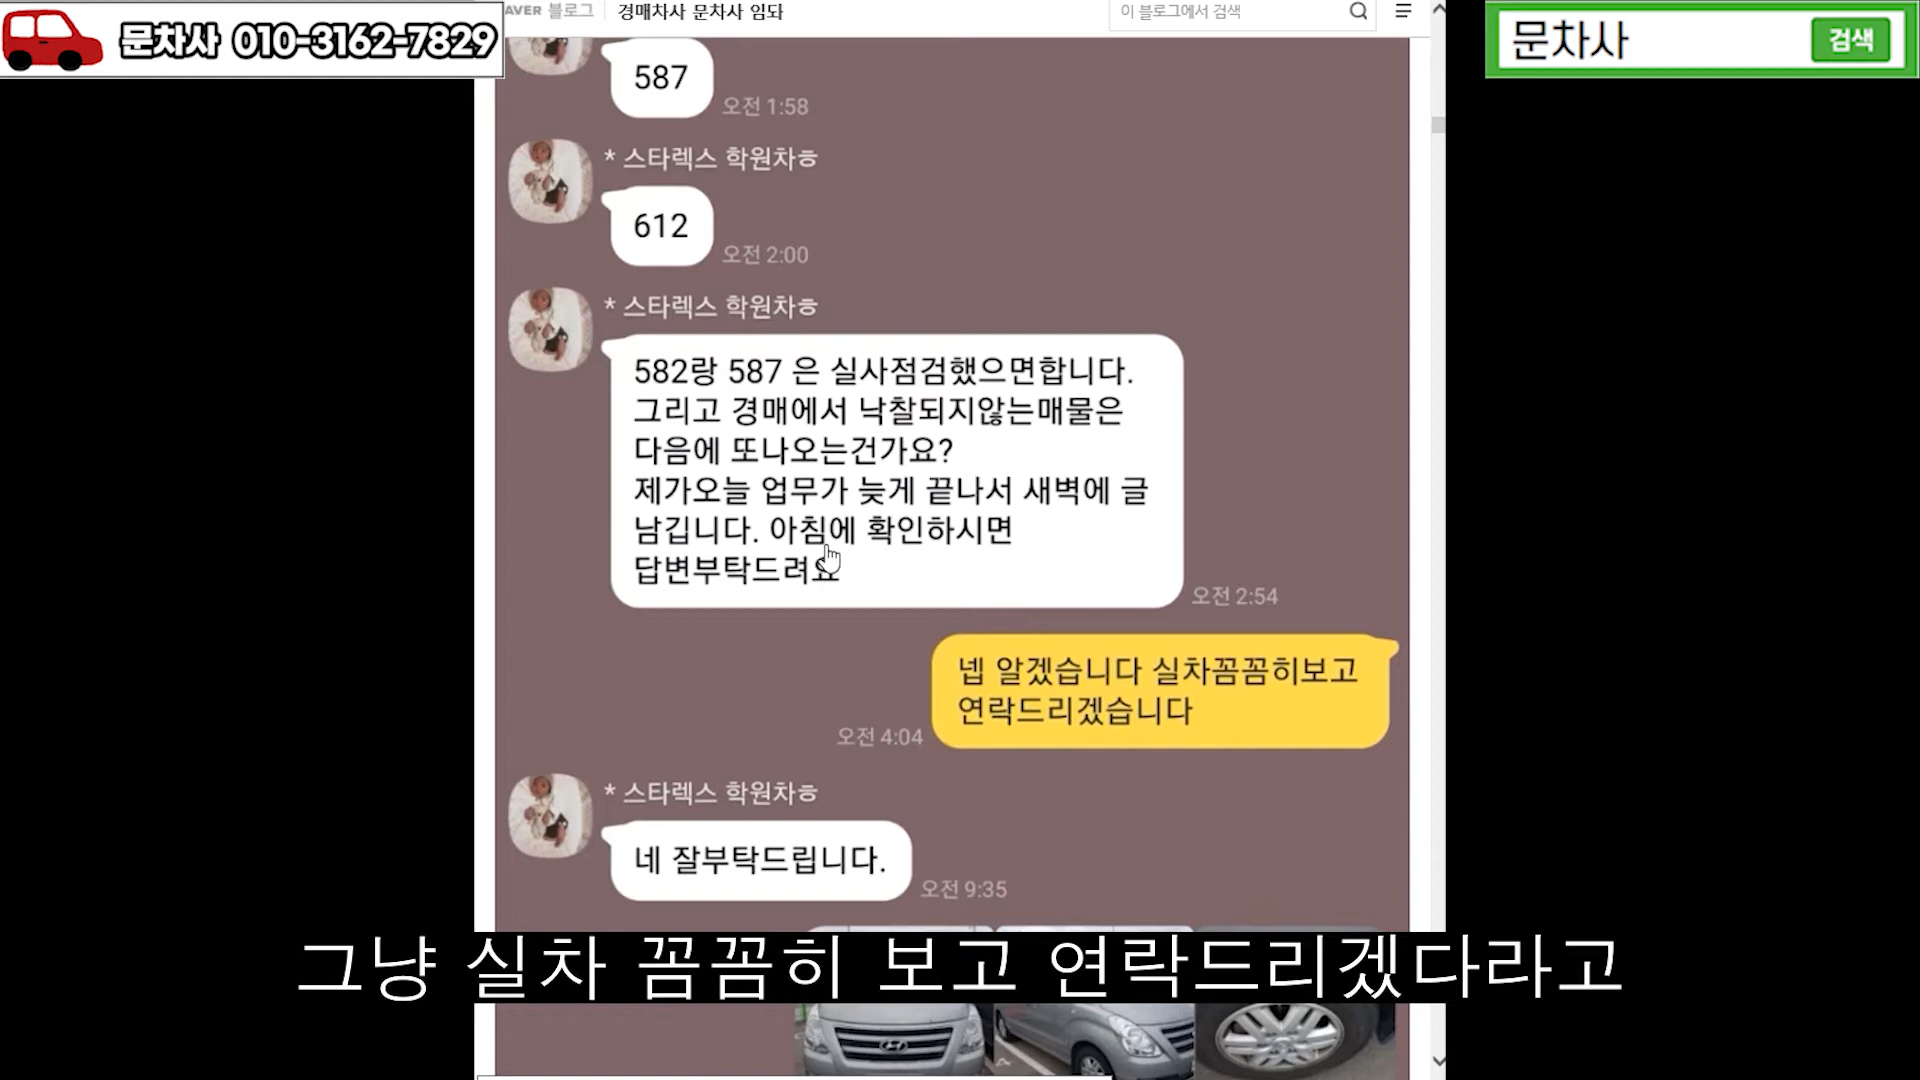 문차사 010-3162-7829
AVER 블로그
경매차사 문차사 임돠
이 블로그에서 검색
문차사
검색
587
오전 1:58
* 스타렉스 학원차ㅎ
612
오전 2:00
* 스타렉스 학원차ㅎ
582랑 587 은 실사점검했으면합니다.
그리고 경매에서 낙찰되지않는매물은
다음에 또나오는건가요?
제가오늘 업무가 늦게 끝나서 새벽에 글
남깁니다. 아침에 확인하시면
답변부탁드려요
오전 2:54
넵 알겠습니다 실차꼼꼼히보고
연락드리겠습니다
오전 4:04
* 스타렉스 학원차ㅎ
네 잘부탁드립니다.
오전 9:35
그냥 실차 꼼꼼히 보고 연락드리겠다라고